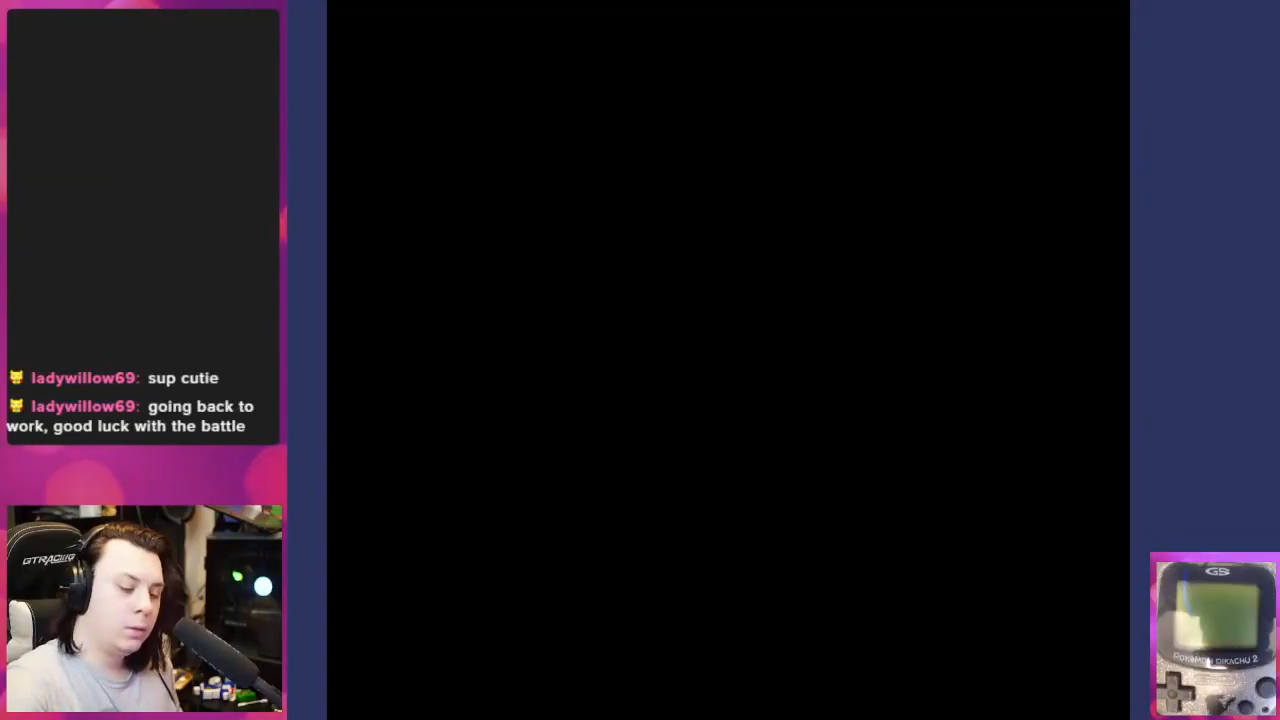 ladywillow69: sup cutie
ladywillow69: going back to
work, good luck with the battle
GTRACING
GS
POKÉMON PIKACHU 2